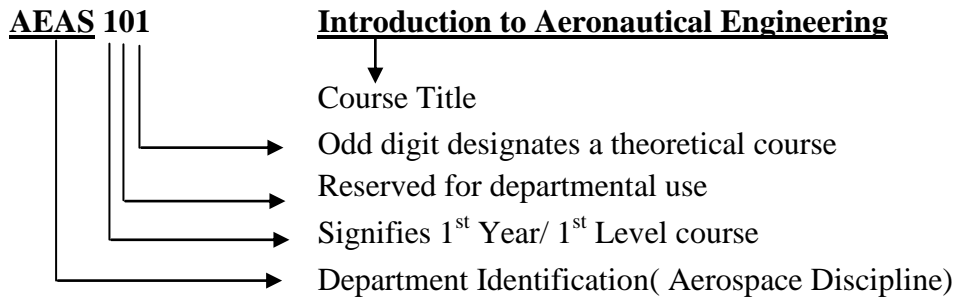 AEAS 101 Introduction to Aeronautical Engineering
Course Title
Odd digit designates a theoretical course
Reserved for departmental use
Signifies 1st Year/ 1st Level course
Department Identification( Aerospace Discipline)